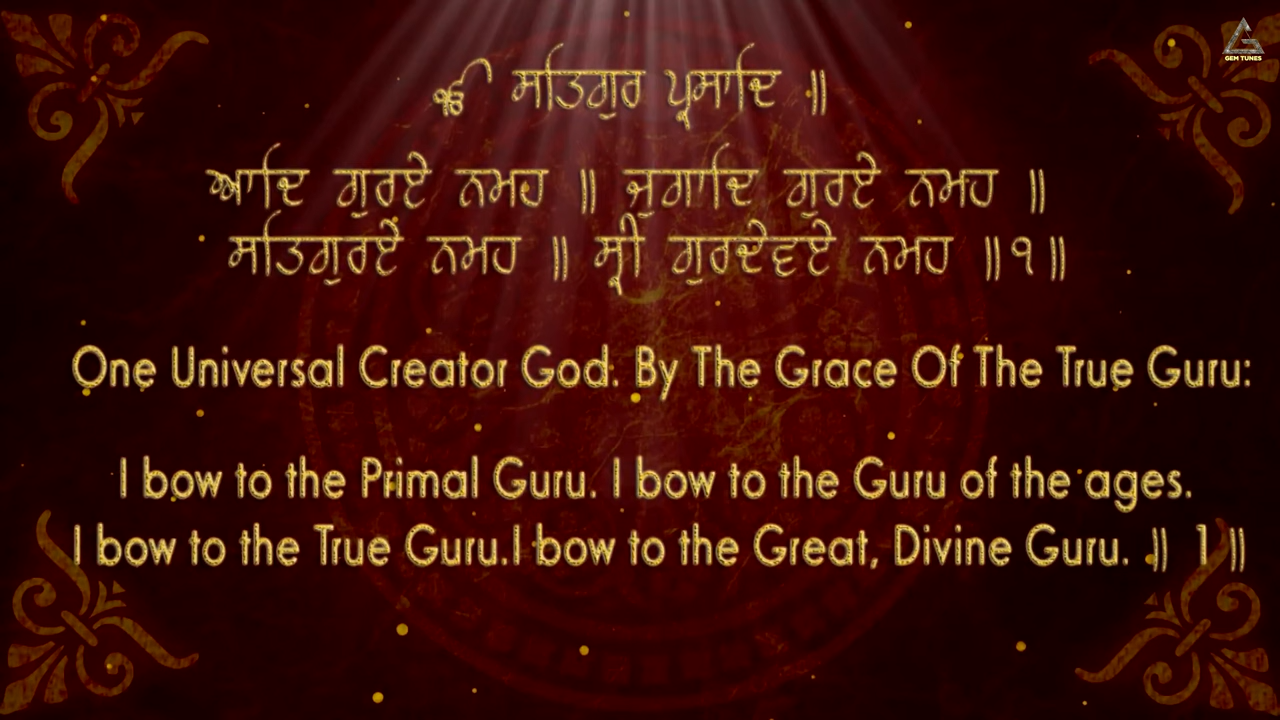 GEM TUNES
ੴ ਸਤਿਗੁਰ ਪ੍ਰਸਾਦਿ ॥
ਆਦਿ ਗੁਰਏ ਨਮਹ ॥ ਜੁਗਾਦਿ ਗੁਰਏ ਨਮਹ ॥
ਸਤਿਗੁਰਏ ਨਮਹ ॥ ਸ੍ਰੀ ਗੁਰਦੇਵਏ ਨਮਹ ॥੧॥
One Universal Creator God. By The Grace Of The True Guru:
I bow to the Primal Guru. I bow to the Guru of the ages.
I bow to the True Guru.I bow to the Great, Divine Guru. ॥ 1 ॥